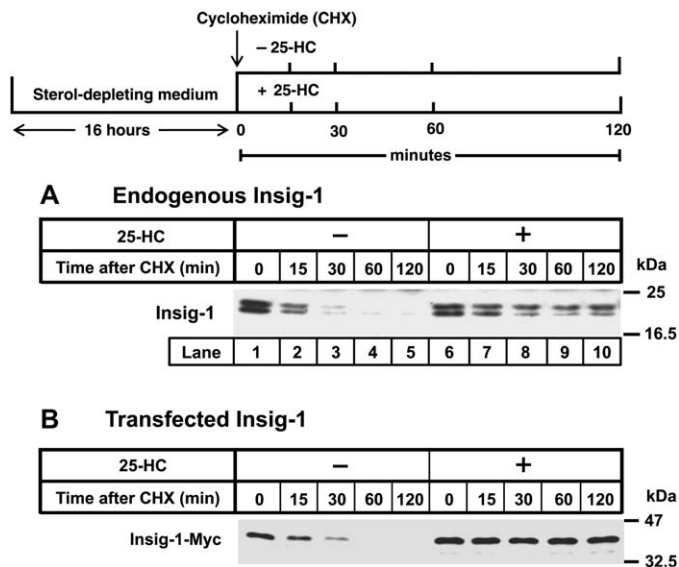 Cycloheximide (CHX)
– 25-HC
Sterol-depleting medium + 25-HC
16 hours 0 30 60 120
minutes
A Endogenous Insig-1
25-HC – +
Time after CHX (min) 0 15 30 60 120 0 15 30 60 120 kDa
25
Insig-1
16.5
Lane 1 2 3 4 5 6 7 8 9 10
B Transfected Insig-1
25-HC – +
Time after CHX (min) 0 15 30 60 120 0 15 30 60 120 kDa
47
Insig-1-Myc
32.5